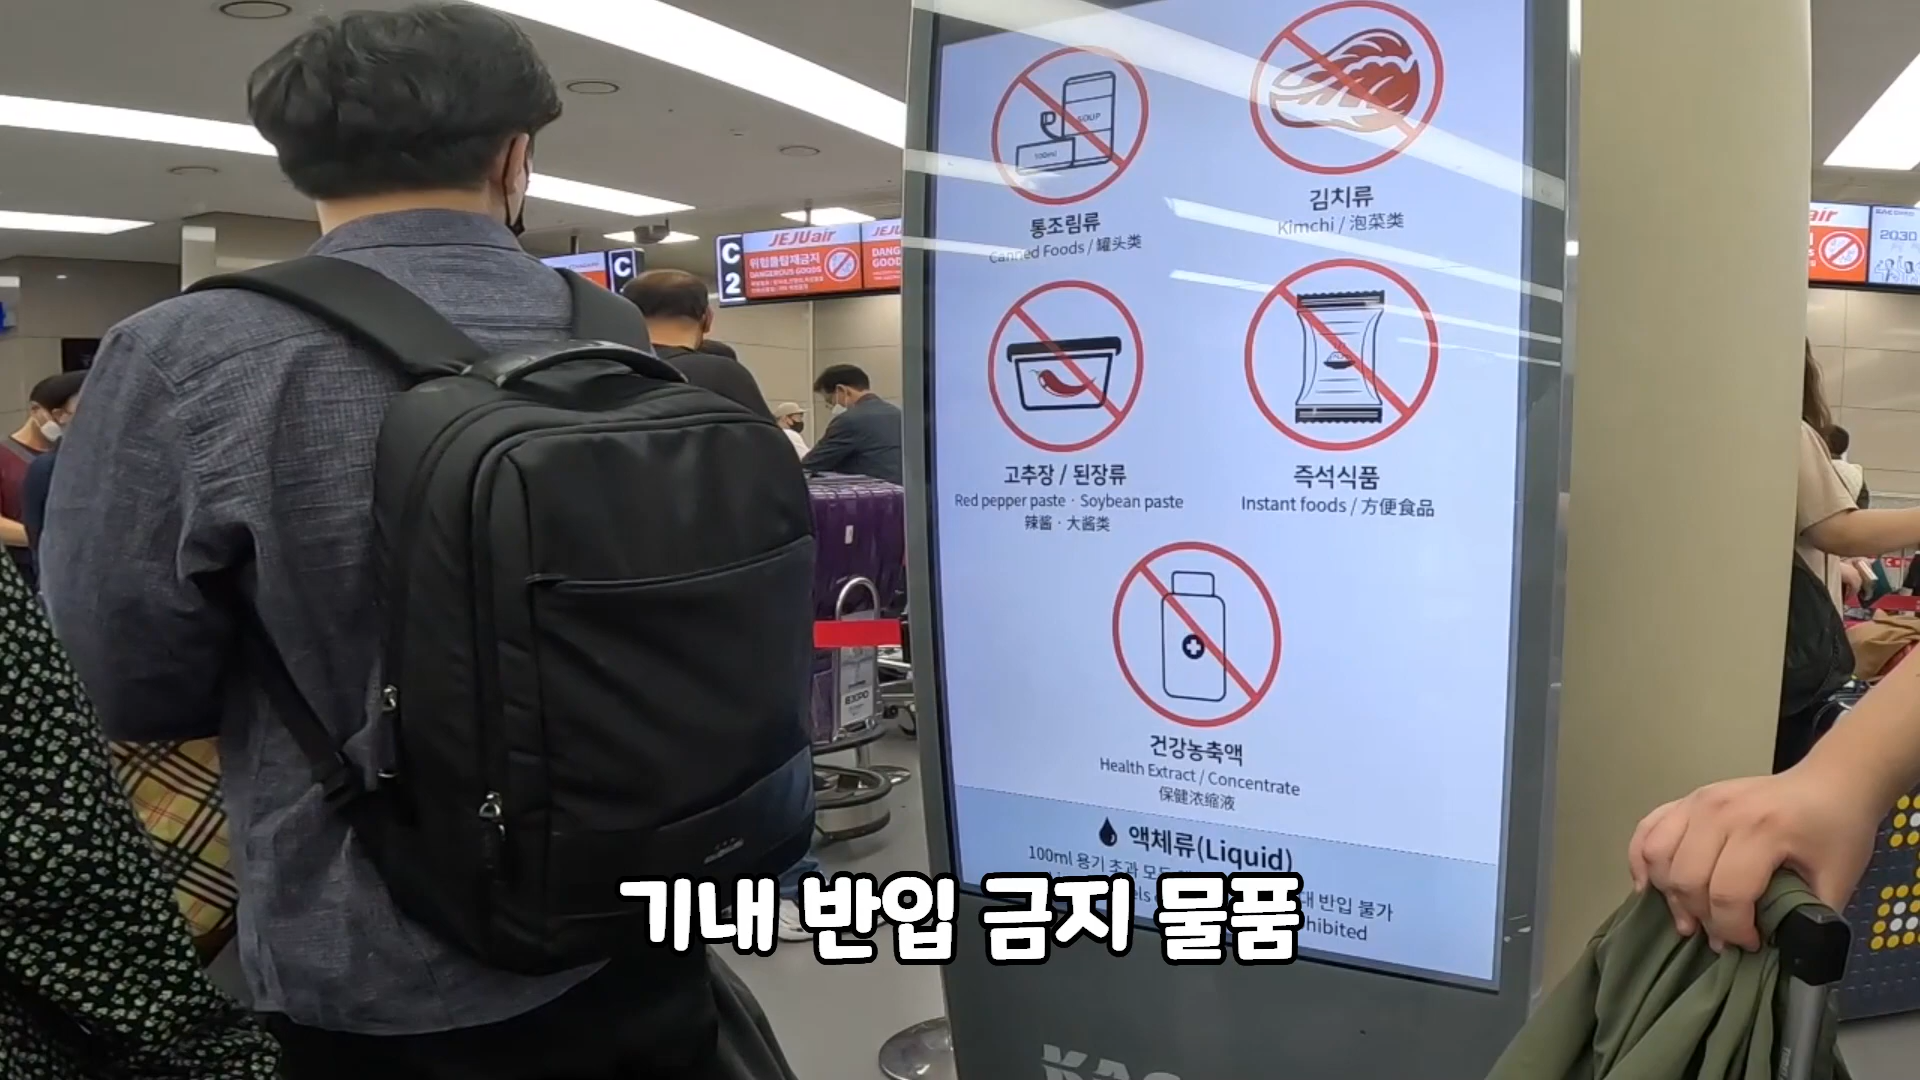 SOUP
100ml
통조림류
Canned Foods / 罐头类
김치류
Kimchi / 泡菜类
고추장 / 된장류
Red pepper paste · Soybean paste
辣酱 · 大酱类
즉석식품
Instant foods / 方便食品
건강농축액
Health Extract / Concentrate
保健浓缩液
액체류(Liquid)
100ml 용기 초과 모든
반입 불가
기내 반입 금지 물품
C
C
2
JEJUair
위험물탑재금지
DANGEROUS GOODS
JEJUair
2030
EXPO
KAC